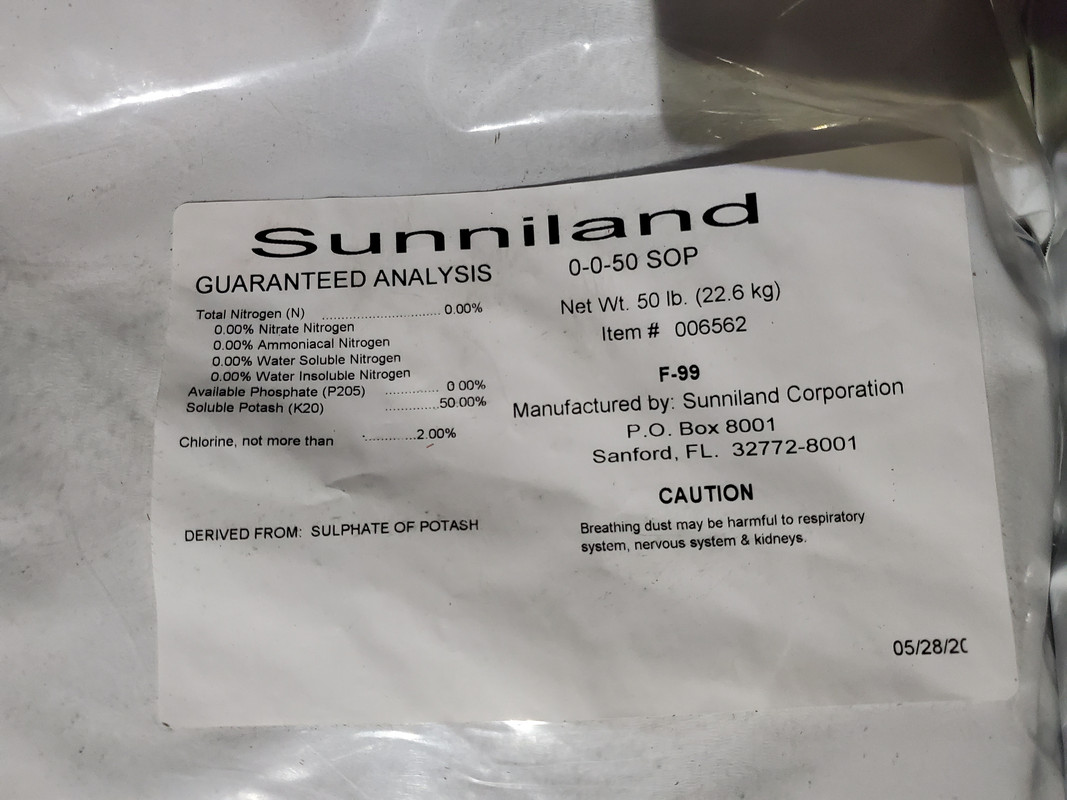 Sunniland
GUARANTEED ANALYSIS
Total Nitrogen (N) ............................. 0.00%
0.00% Nitrate Nitrogen
0.00% Ammoniacal Nitrogen
0.00% Water Soluble Nitrogen
0.00% Water Insoluble Nitrogen
Available Phosphate (P205) ............. 0 00%
Soluble Potash (K20) .............50.00%
Chlorine, not more than .............2.00%
DERIVED FROM: SULPHATE OF POTASH
0-0-50 SOP
Net Wt. 50 lb. (22.6 kg)
Item # 006562
F-99
Manufactured by: Sunniland Corporation
P.O. Box 8001
Sanford, FL. 32772-8001
CAUTION
Breathing dust may be harmful to respiratory
system, nervous system & kidneys.
05/28/2